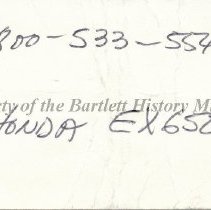 800-533-554
rty of the Bartlett History M
HONDA EX650